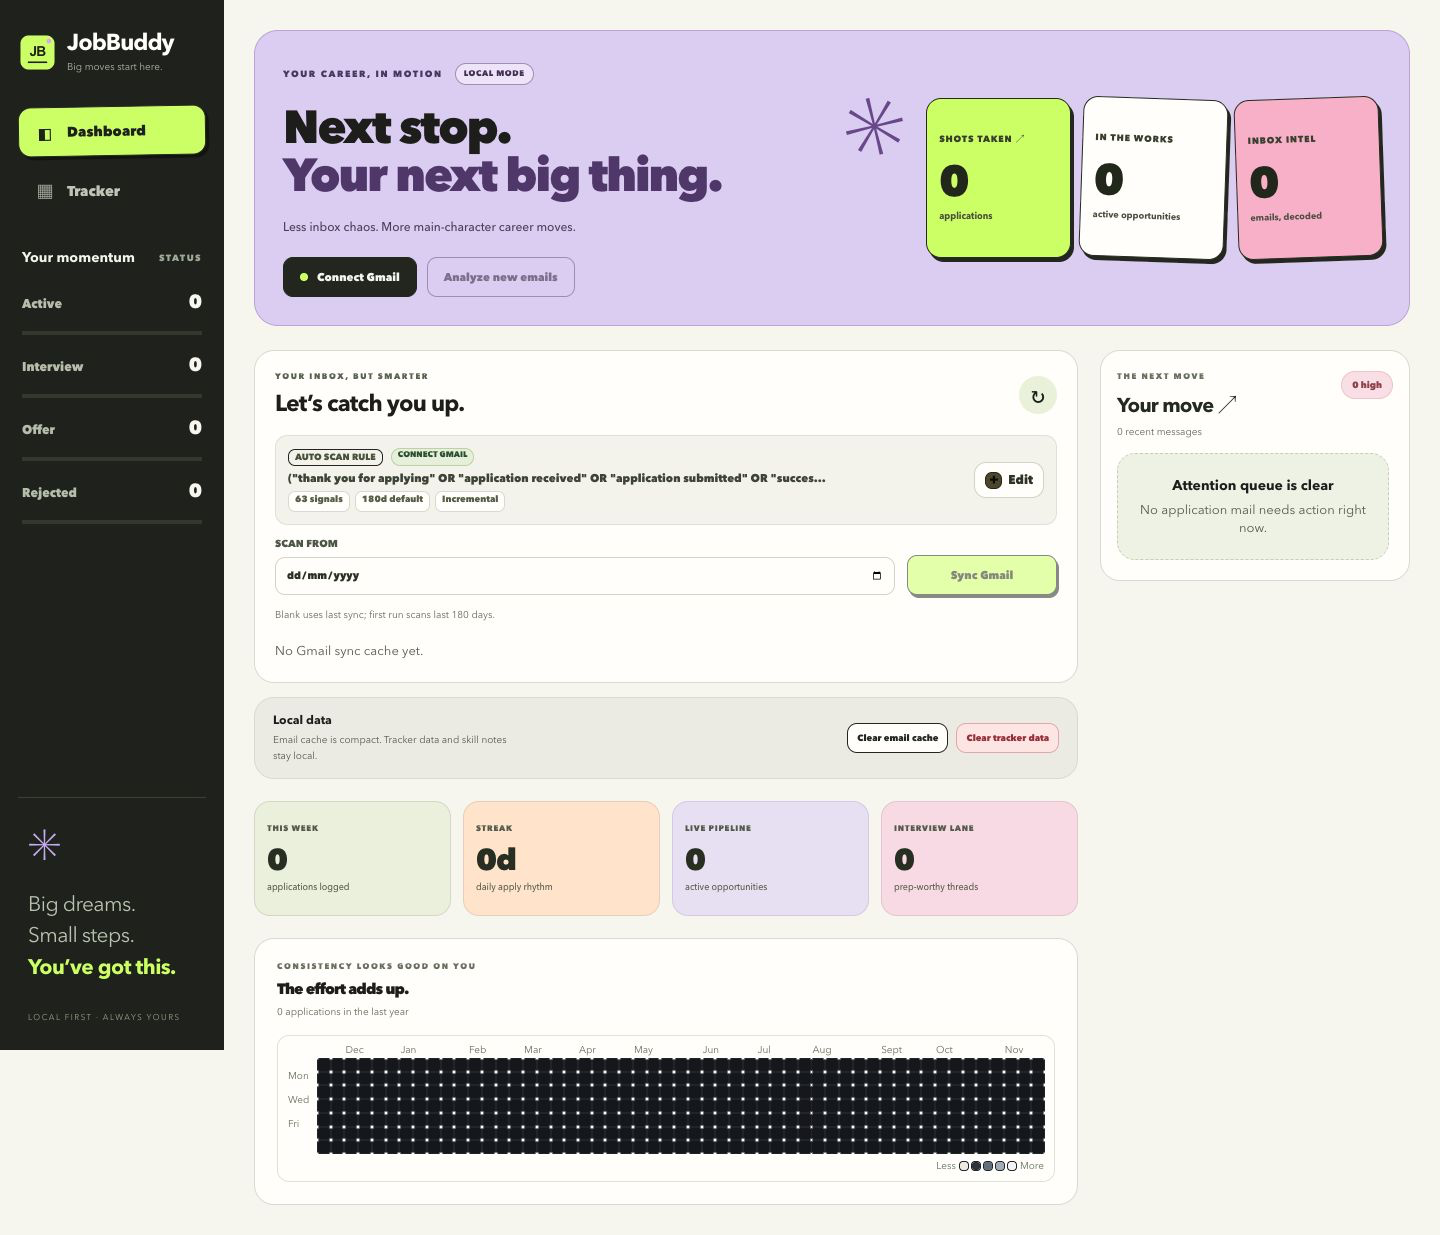 JB
JobBuddy
Big moves start here.
Dashboard
Tracker
Your momentum STATUS
Active 0
Interview 0
Offer 0
Rejected 0
Big dreams.
Small steps.
You’ve got this.
LOCAL FIRST · ALWAYS YOURS
YOUR CAREER, IN MOTION LOCAL MODE
Next stop.
Your next big thing.
Less inbox chaos. More main-character career moves.
Connect Gmail Analyze new emails
SHOTS TAKEN ↗
0
applications
IN THE WORKS
0
active opportunities
INBOX INTEL
0
emails, decoded
YOUR INBOX, BUT SMARTER
Let’s catch you up.
↻
AUTO SCAN RULE CONNECT GMAIL
("thank you for applying" OR "application received" OR "application submitted" OR "succes...
63 signals 180d default Incremental
+ Edit
SCAN FROM
dd/mm/yyyy
Sync Gmail
Blank uses last sync; first run scans last 180 days.
No Gmail sync cache yet.
THE NEXT MOVE
Your move ↗
0 high
0 recent messages
Attention queue is clear
No application mail needs action right
now.
Local data
Email cache is compact. Tracker data and skill notes
stay local.
Clear email cache Clear tracker data
THIS WEEK
0
applications logged
STREAK
0d
daily apply rhythm
LIVE PIPELINE
0
active opportunities
INTERVIEW LANE
0
prep-worthy threads
CONSISTENCY LOOKS GOOD ON YOU
The effort adds up.
0 applications in the last year
Dec Jan Feb Mar Apr May Jun Jul Aug Sept Oct Nov
Mon
Wed
Fri
Less More